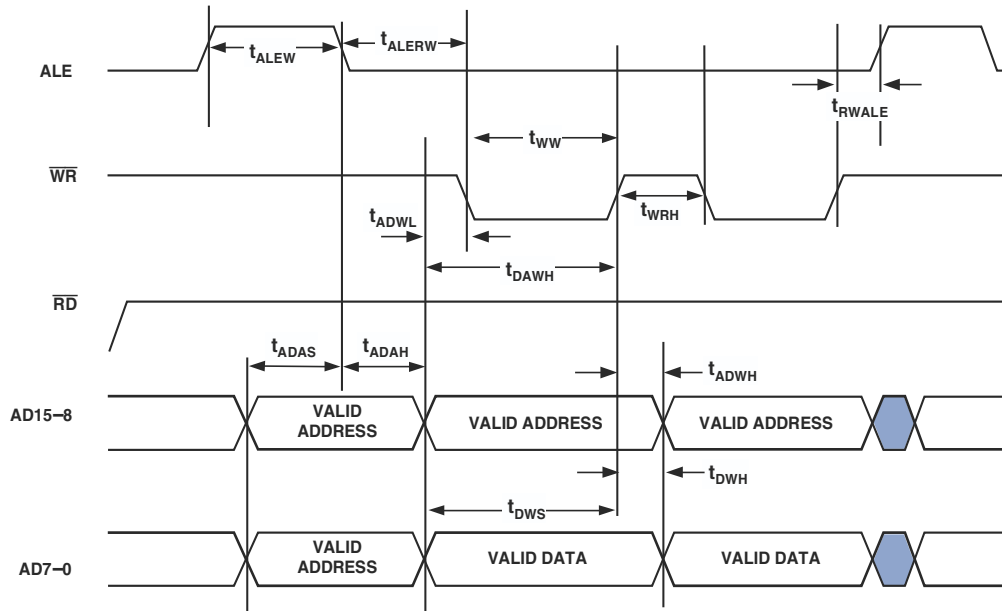 tALEW
tALERW
ALE
tRWALE
tWW
WR
tWRH
tADWL
tDAWH
RD
tADAS
tADAH
tADWH
AD15–8
VALID
ADDRESS
VALID ADDRESS
VALID ADDRESS
tDWH
tDWS
AD7–0
VALID
ADDRESS
VALID DATA
VALID DATA